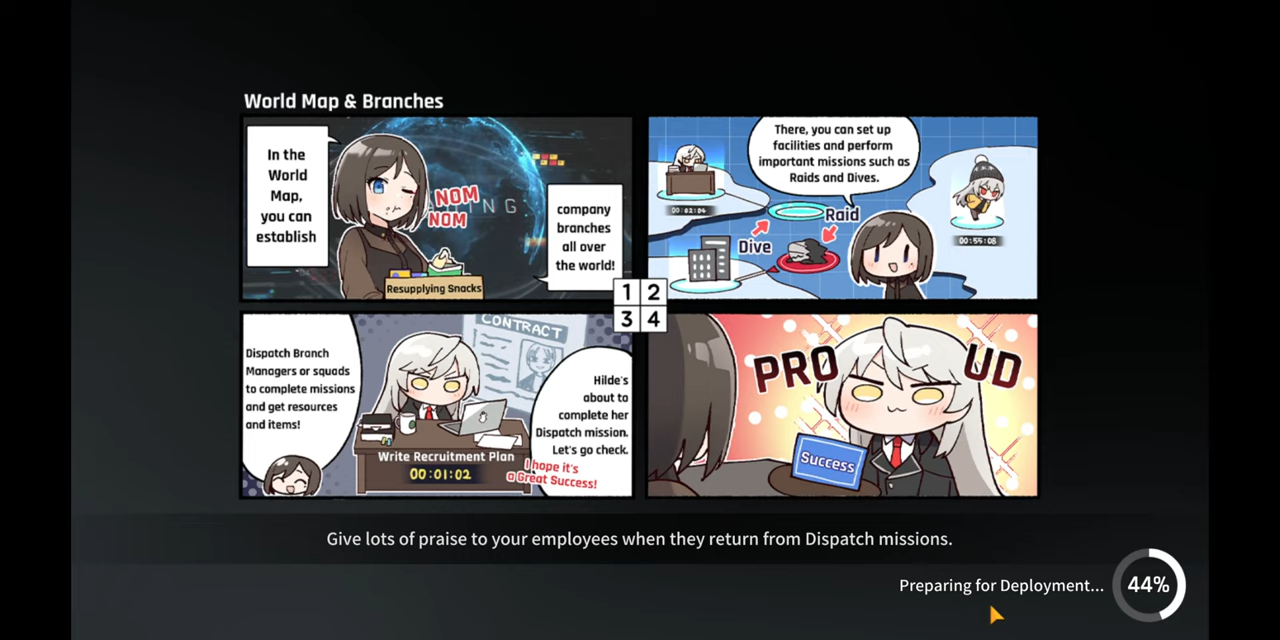 World Map & Branches
In the
World
Map,
you can
establish
NOM
NOM
company
branches
all over
the world!
Resupplying Snacks
There, you can set up
facilities and perform
important missions such as
Raids and Dives.
00:02:04
Raid
Dive
00:55:08
1 2
3 4
Dispatch Branch
Managers or squads
to complete missions
and get resources
and items!
CONTRACT
Hilde's
about to
complete her
Dispatch mission.
Let's go check.
I hope it's
a Great Success!
Write Recruitment Plan
00:01:02
PRO UD
Success
Give lots of praise to your employees when they return from Dispatch missions.
Preparing for Deployment...
44%